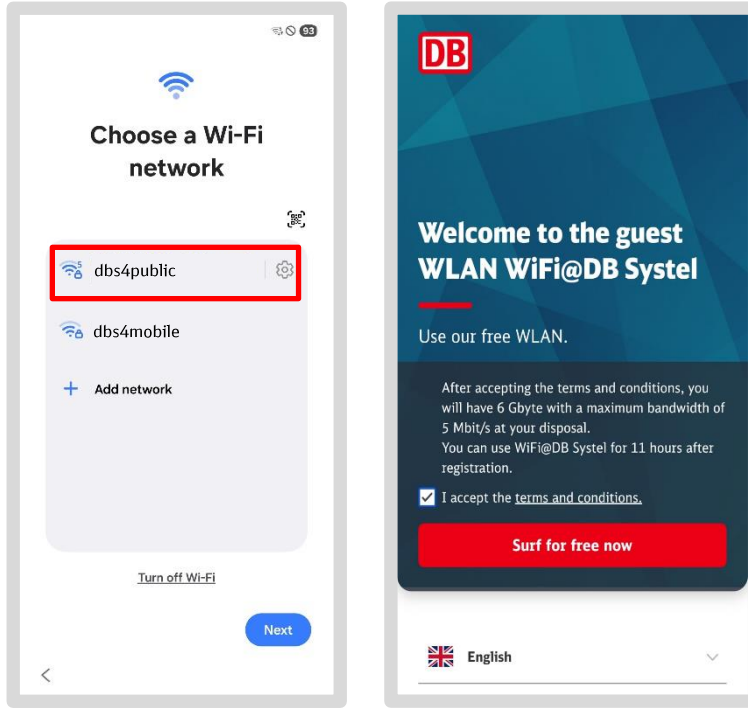 93
Choose a Wi-Fi
network
5
dbs4public
dbs4mobile
+ Add network
Turn off Wi-Fi
Next
<
DB
Welcome to the guest
WLAN WiFi@DB Systel
Use our free WLAN.
After accepting the terms and conditions, you
will have 6 Gbyte with a maximum bandwidth of
5 Mbit/s at your disposal.
You can use WiFi@DB Systel for 11 hours after
registration.
I accept the terms and conditions.
Surf for free now
English